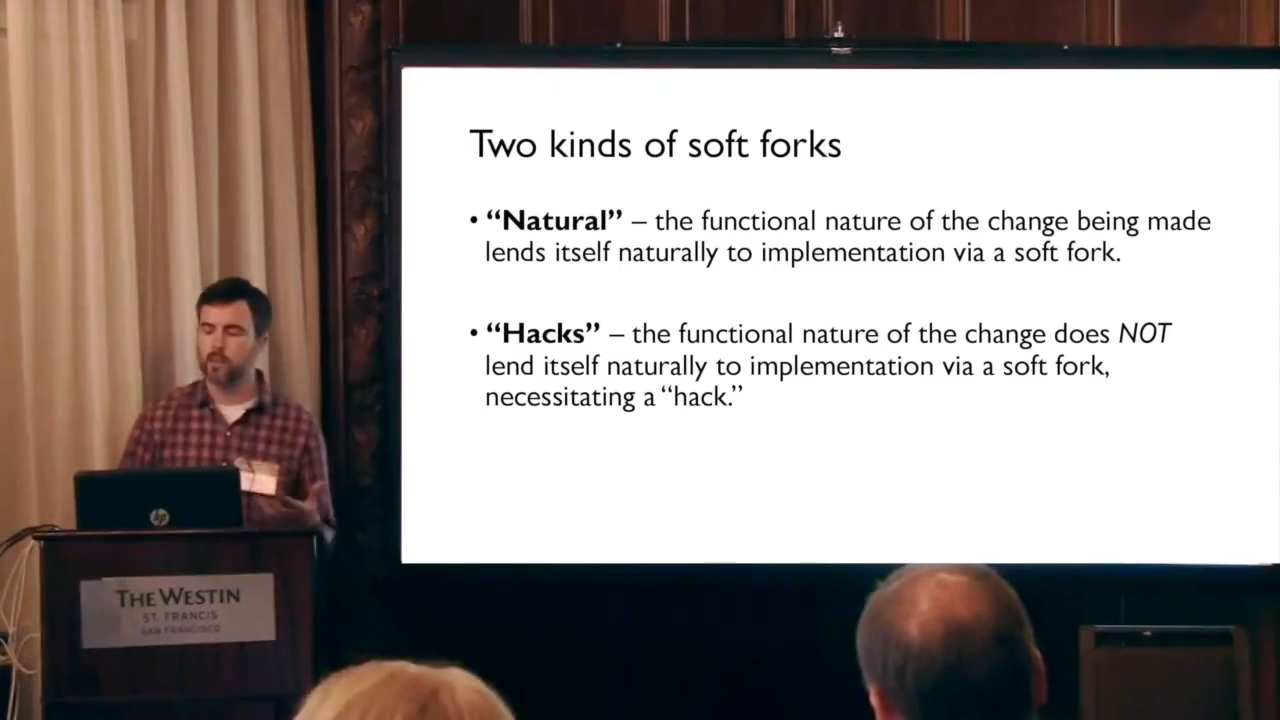 Two kinds of soft forks
• “Natural” – the functional nature of the change being made
lends itself naturally to implementation via a soft fork.
• “Hacks” – the functional nature of the change does NOT
lend itself naturally to implementation via a soft fork,
necessitating a “hack.”
hp
THE WESTIN
ST. FRANCIS
SAN FRANCISCO